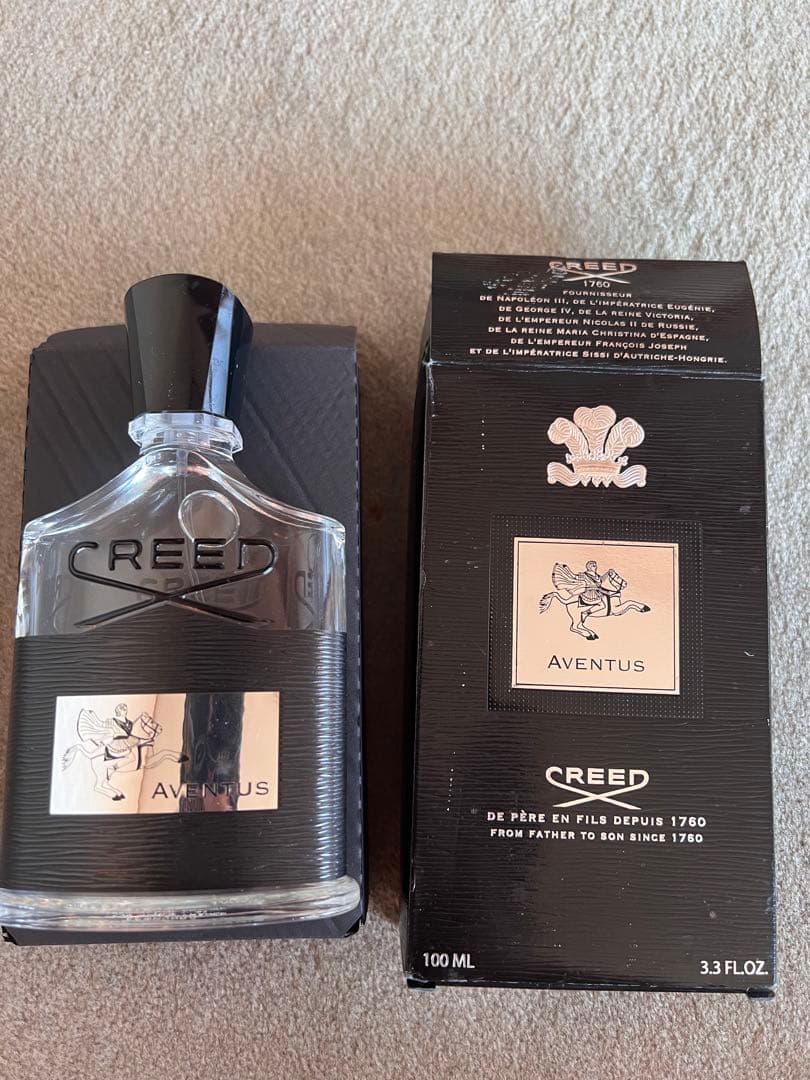 CREED
AVENTUS
CREED
1760
FOURNISSEUR
DE NAPOLÉON III, DE L'IMPÉRATRICE EUGÉNIE,
DE GEORGE IV, DE LA REINE VICTORIA,
DE L'EMPEREUR NICOLAS II DE RUSSIE,
DE LA REINE MARIA CHRISTINA D'ESPAGNE,
DE L'EMPEREUR FRANÇOIS JOSEPH
ET DE L'IMPÉRATRICE SISSI D'AUTRICHE-HONGRIE.
AVENTUS
CREED
DE PÈRE EN FILS DEPUIS 1760
FROM FATHER TO SON SINCE 1760
100 ML
3.3 FL.OZ.